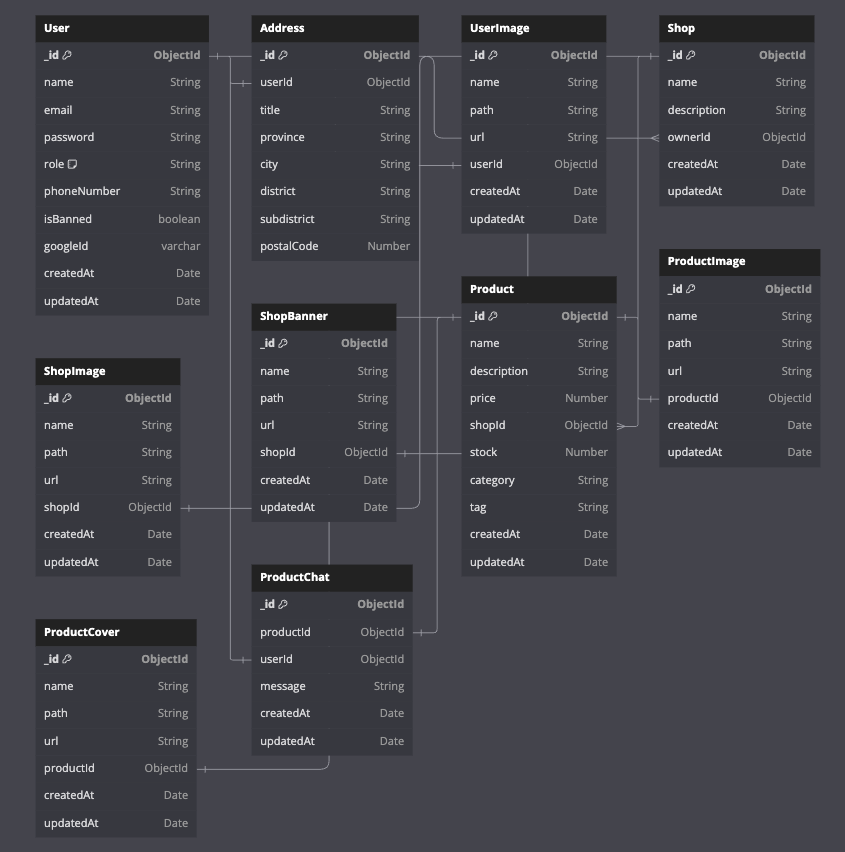 User
_id ObjectId
name String
email String
password String
role String
phoneNumber String
isBanned boolean
googleId varchar
createdAt Date
updatedAt Date
Address
_id ObjectId
userId ObjectId
title String
province String
city String
district String
subdistrict String
postalCode Number
UserImage
_id ObjectId
name String
path String
url String
userId ObjectId
createdAt Date
updatedAt Date
Shop
_id ObjectId
name String
description String
ownerId ObjectId
createdAt Date
updatedAt Date
ProductImage
_id ObjectId
name String
path String
url String
productId ObjectId
createdAt Date
updatedAt Date
Product
_id ObjectId
name String
description String
price Number
shopId ObjectId
stock Number
category String
tag String
createdAt Date
updatedAt Date
ShopBanner
_id ObjectId
name String
path String
url String
shopId ObjectId
createdAt Date
updatedAt Date
ShopImage
_id ObjectId
name String
path String
url String
shopId ObjectId
createdAt Date
updatedAt Date
ProductChat
_id ObjectId
productId ObjectId
userId ObjectId
message String
createdAt Date
updatedAt Date
ProductCover
_id ObjectId
name String
path String
url String
productId ObjectId
createdAt Date
updatedAt Date